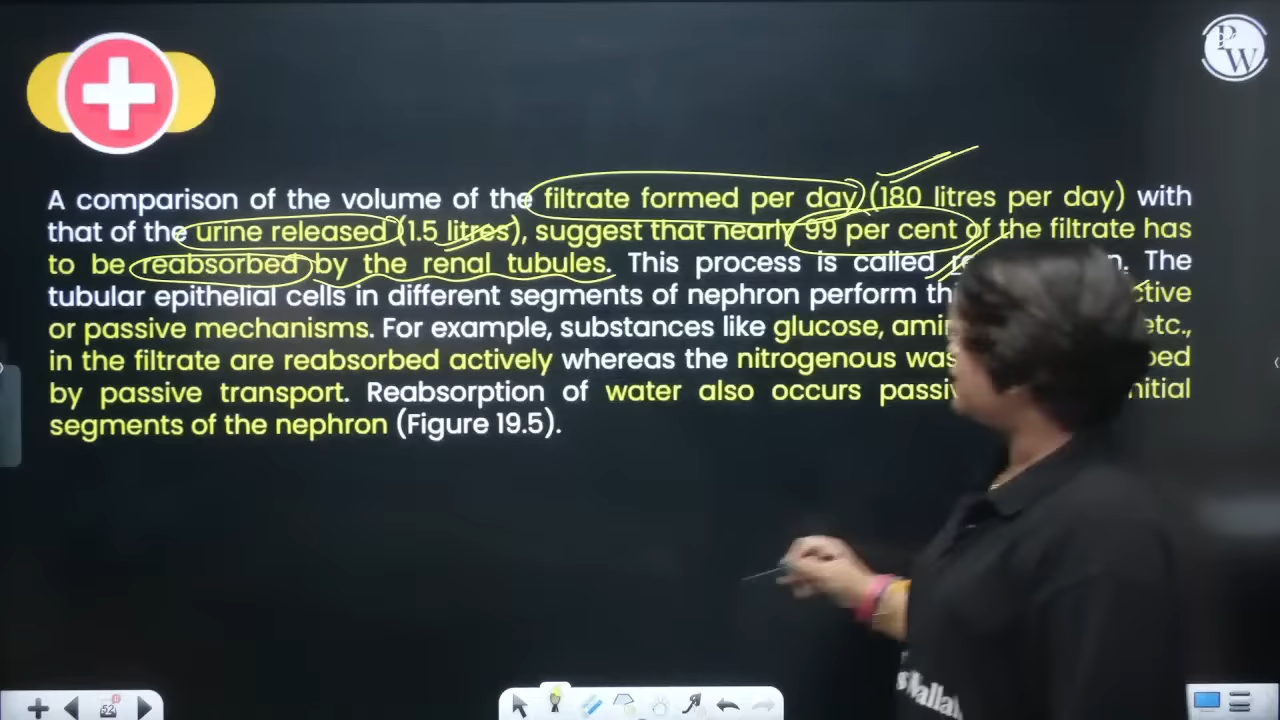 P
W
A comparison of the volume of the filtrate formed per day (180 litres per day) with
that of the urine released (1.5 litres), suggest that nearly 99 per cent of the filtrate has
to be reabsorbed by the renal tubules. This process is called The
tubular epithelial cells in different segments of nephron perform
or passive mechanisms. For example, substances like glucose, etc.,
in the filtrate are reabsorbed actively whereas the nitrogenous
by passive transport. Reabsorption of water also occurs
segments of the nephron (Figure 19.5).
52